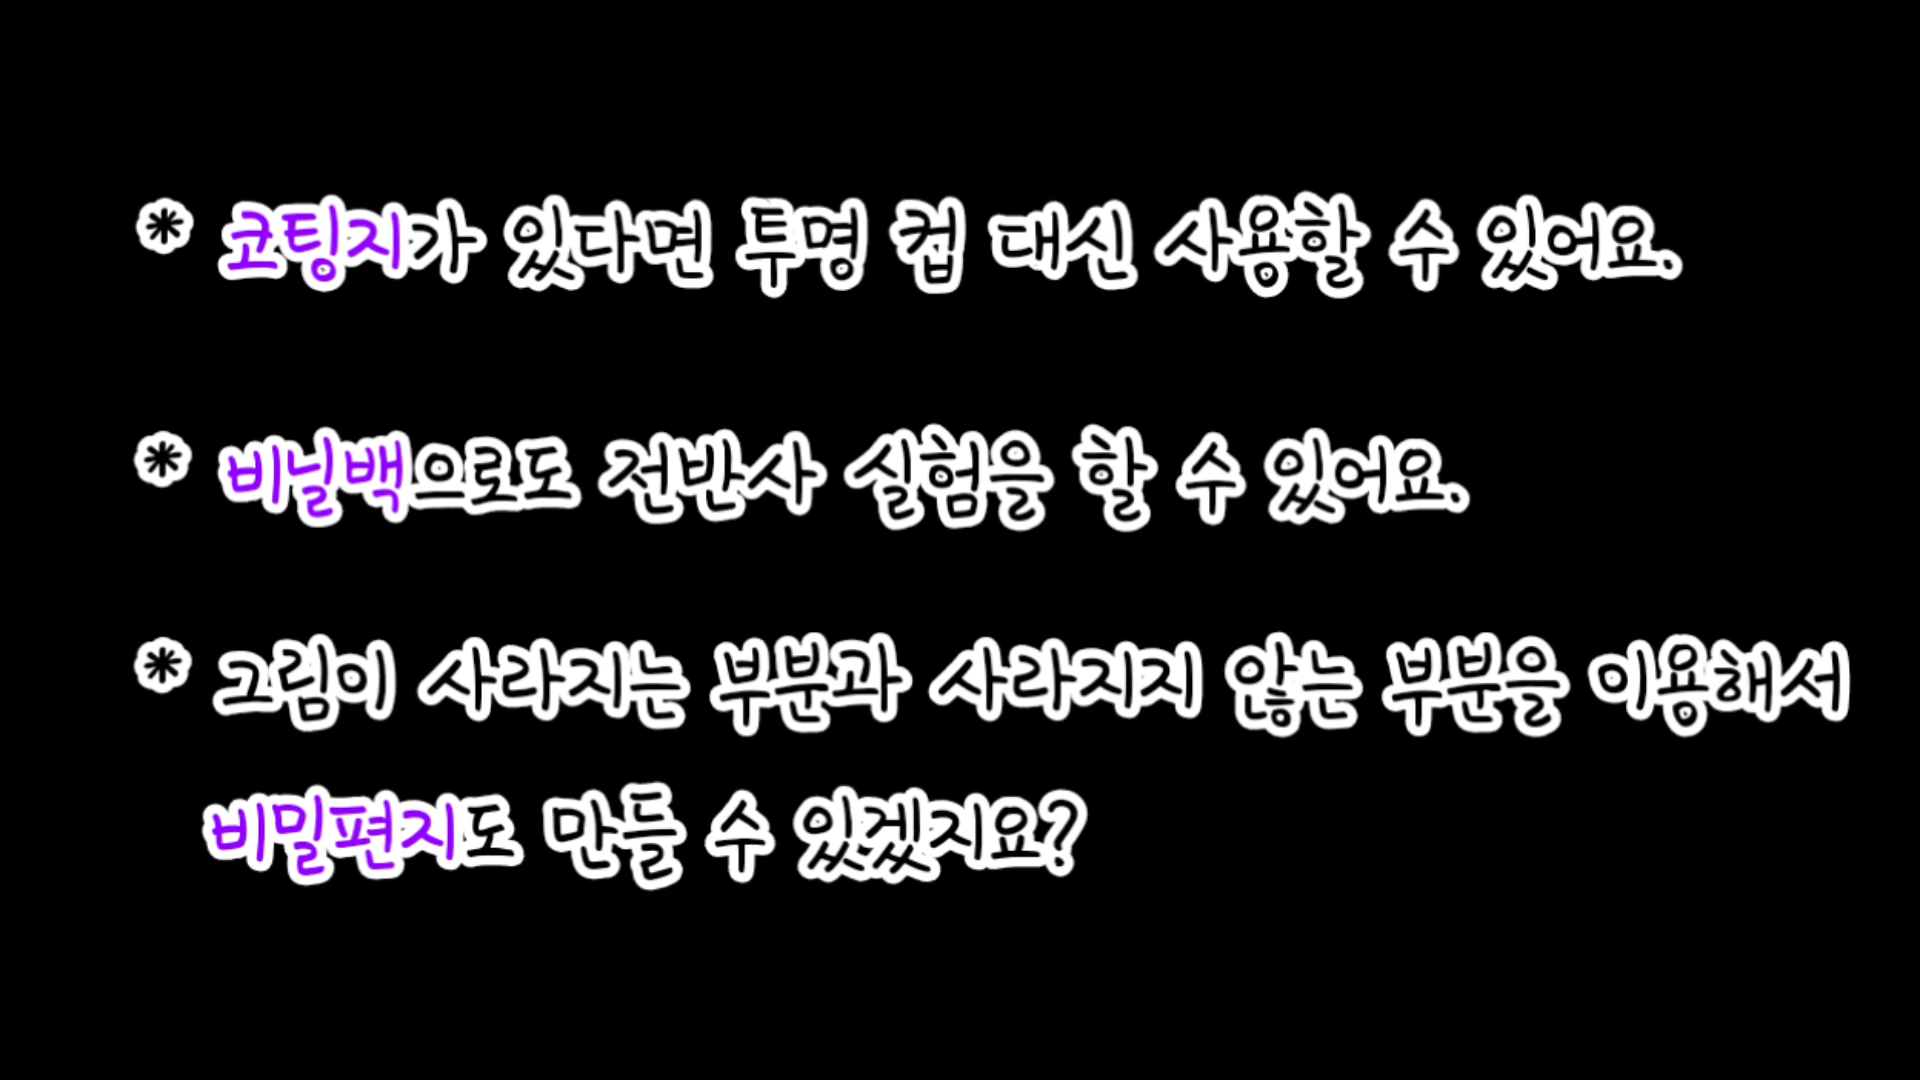 * 코팅지가 있다면 투명 컵 대신 사용할 수 있어요.
* 비닐백으로도 전반사 실험을 할 수 있어요.
* 그림이 사라지는 부분과 사라지지 않는 부분을 이용해서
비밀편지도 만들 수 있겠지요?